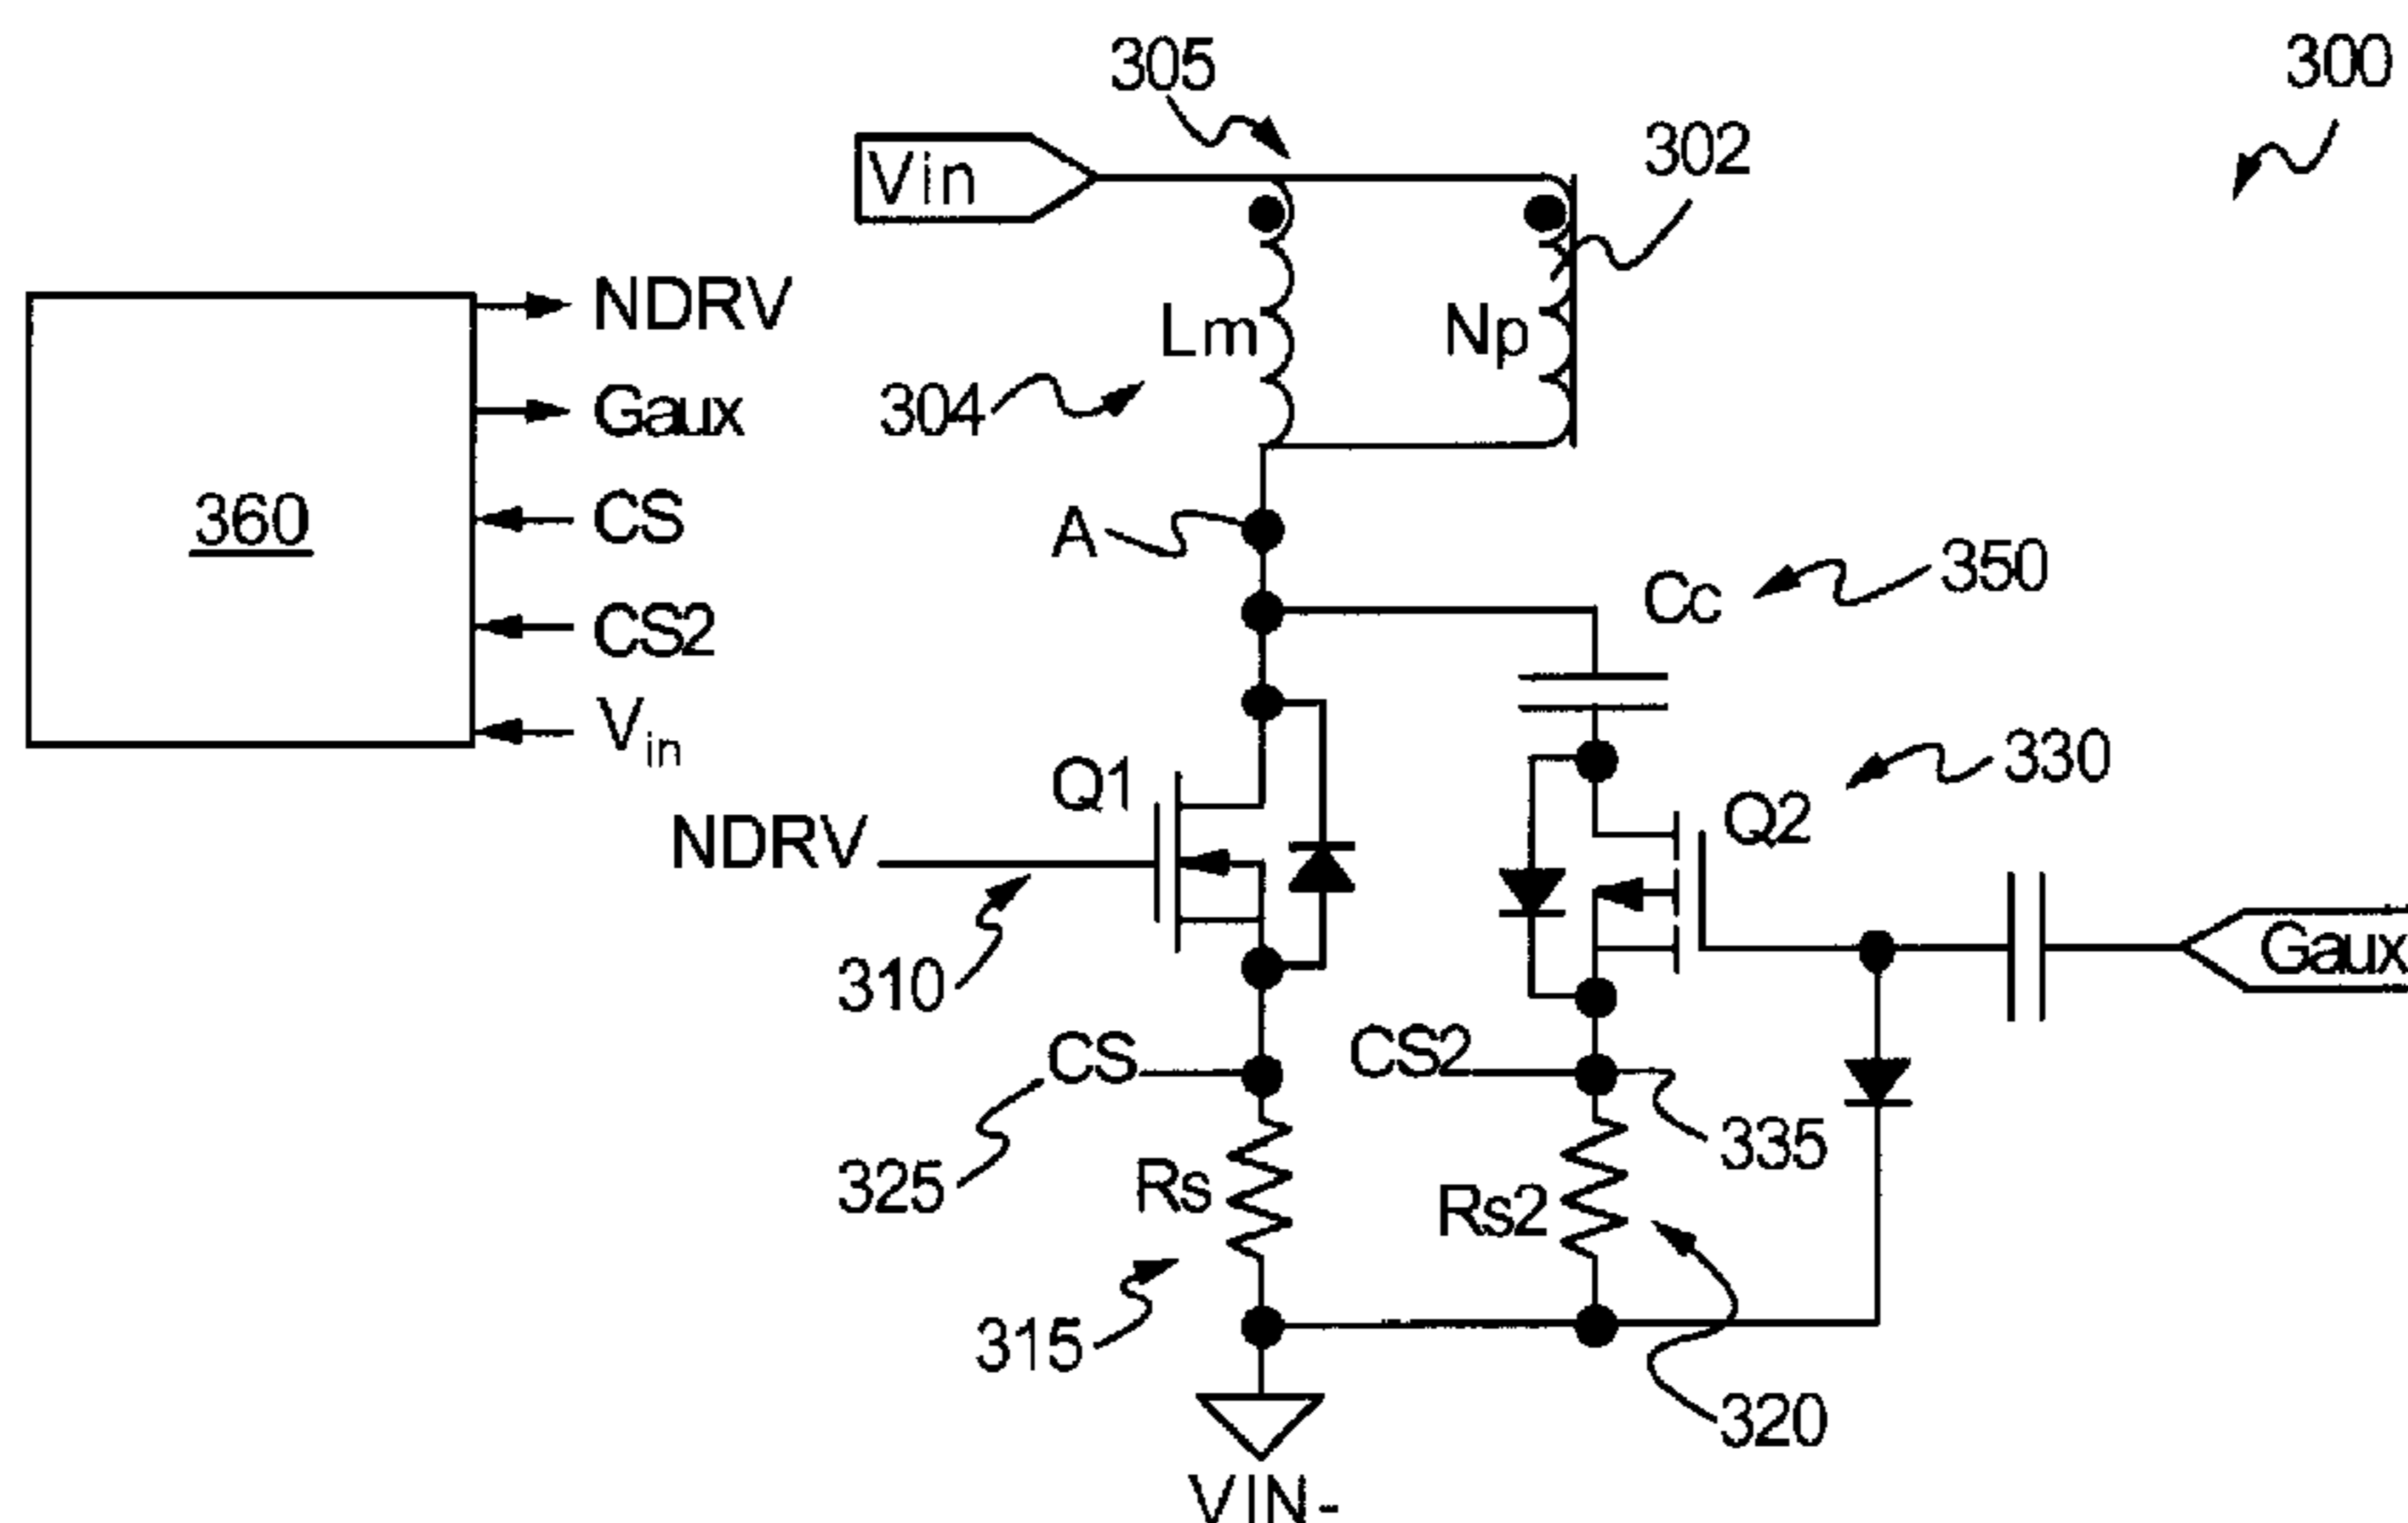 305
300
302
Vin
NDRV
Lm
Np
Gaux
304
360
CS
A
Cc
350
CS2
Vin
Q1
330
NDRV
Q2
310
Gaux
CS
CS2
325
Rs
335
Rs2
315
320
VIN-